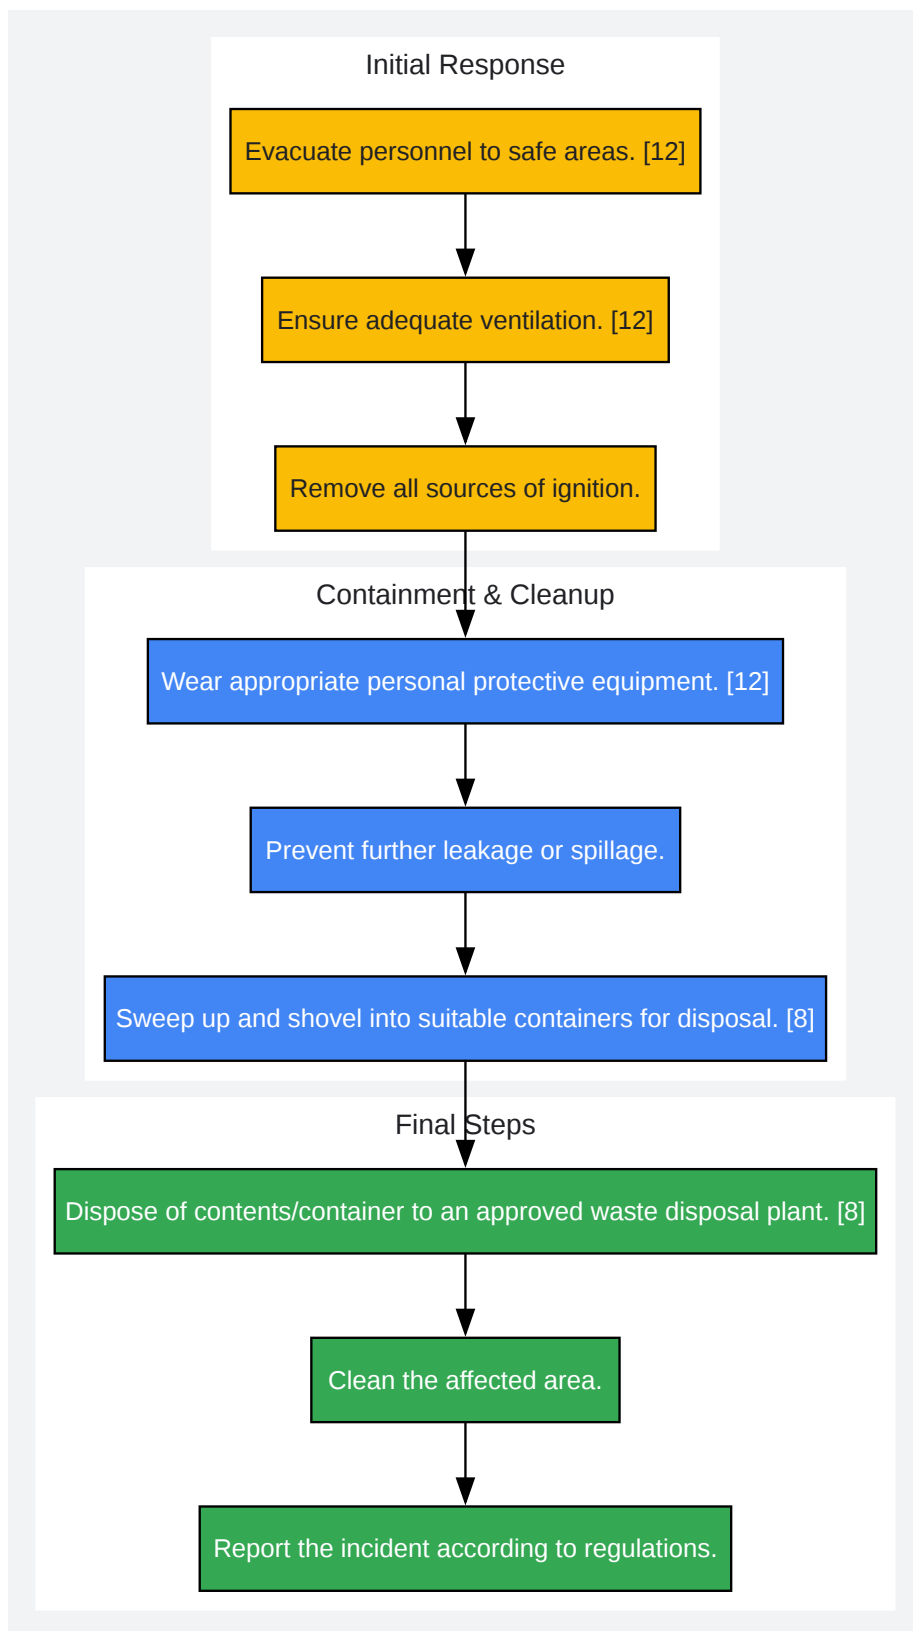 Initial Response
Evacuate personnel to safe areas. [12]
Ensure adequate ventilation. [12]
Remove all sources of ignition.
Containment & Cleanup
Wear appropriate personal protective equipment. [12]
Prevent further leakage or spillage.
Sweep up and shovel into suitable containers for disposal. [8]
Final Steps
Dispose of contents/container to an approved waste disposal plant. [8]
Clean the affected area.
Report the incident according to regulations.